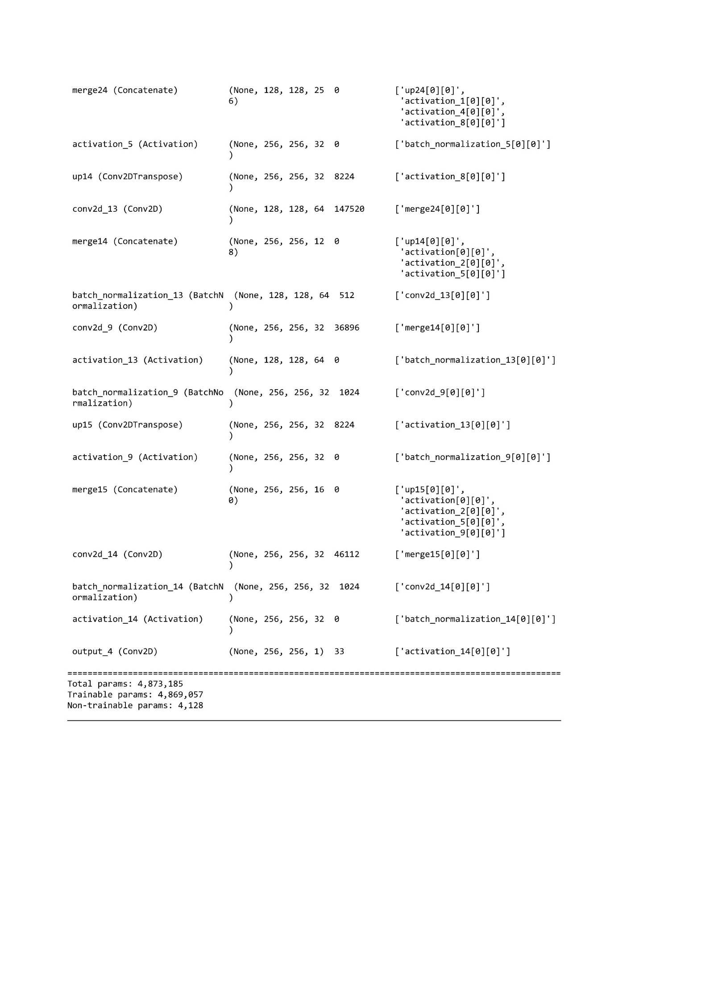 merge24 (Concatenate) (None, 128, 128, 25 0 ['up24[0][0]',
6) 'activation_1[0][0]',
'activation_4[0][0]',
'activation_8[0][0]']
activation_5 (Activation) (None, 256, 256, 32 0 ['batch_normalization_5[0][0]']
)
up14 (Conv2DTranspose) (None, 256, 256, 32 8224 ['activation_8[0][0]']
)
conv2d_13 (Conv2D) (None, 128, 128, 64 147520 ['merge24[0][0]']
)
merge14 (Concatenate) (None, 256, 256, 12 0 ['up14[0][0]',
8) 'activation[0][0]',
'activation_2[0][0]',
'activation_5[0][0]']
batch_normalization_13 (BatchN (None, 128, 128, 64 512 ['conv2d_13[0][0]']
ormalization) )
conv2d_9 (Conv2D) (None, 256, 256, 32 36896 ['merge14[0][0]']
)
activation_13 (Activation) (None, 128, 128, 64 0 ['batch_normalization_13[0][0]']
)
batch_normalization_9 (BatchNo (None, 256, 256, 32 1024 ['conv2d_9[0][0]']
rmalization) )
up15 (Conv2DTranspose) (None, 256, 256, 32 8224 ['activation_13[0][0]']
)
activation_9 (Activation) (None, 256, 256, 32 0 ['batch_normalization_9[0][0]']
)
merge15 (Concatenate) (None, 256, 256, 16 0 ['up15[0][0]',
0) 'activation[0][0]',
'activation_2[0][0]',
'activation_5[0][0]',
'activation_9[0][0]']
conv2d_14 (Conv2D) (None, 256, 256, 32 46112 ['merge15[0][0]']
)
batch_normalization_14 (BatchN (None, 256, 256, 32 1024 ['conv2d_14[0][0]']
ormalization) )
activation_14 (Activation) (None, 256, 256, 32 0 ['batch_normalization_14[0][0]']
)
output_4 (Conv2D) (None, 256, 256, 1) 33 ['activation_14[0][0]']
==================================================================================================
Total params: 4,873,185
Trainable params: 4,869,057
Non-trainable params: 4,128